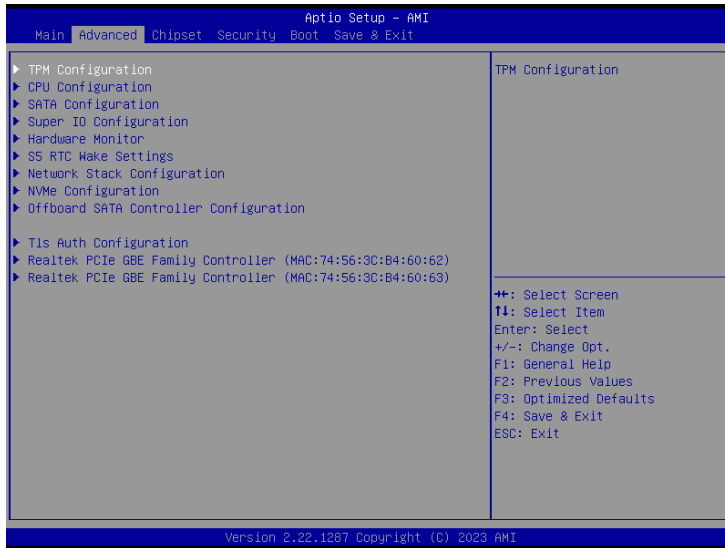 Aptio Setup – AMI
Main Advanced Chipset Security Boot Save & Exit
TPM Configuration
CPU Configuration
SATA Configuration
Super IO Configuration
Hardware Monitor
S5 RTC Wake Settings
Network Stack Configuration
NVMe Configuration
Offboard SATA Controller Configuration
Tls Auth Configuration
Realtek PCIe GBE Family Controller (MAC:74:56:3C:B4:60:62)
Realtek PCIe GBE Family Controller (MAC:74:56:3C:B4:60:63)
TPM Configuration
→←: Select Screen
↑↓: Select Item
Enter: Select
+/-: Change Opt.
F1: General Help
F2: Previous Values
F3: Optimized Defaults
F4: Save & Exit
ESC: Exit
Version 2.22.1287 Copyright (C) 2023 AMI